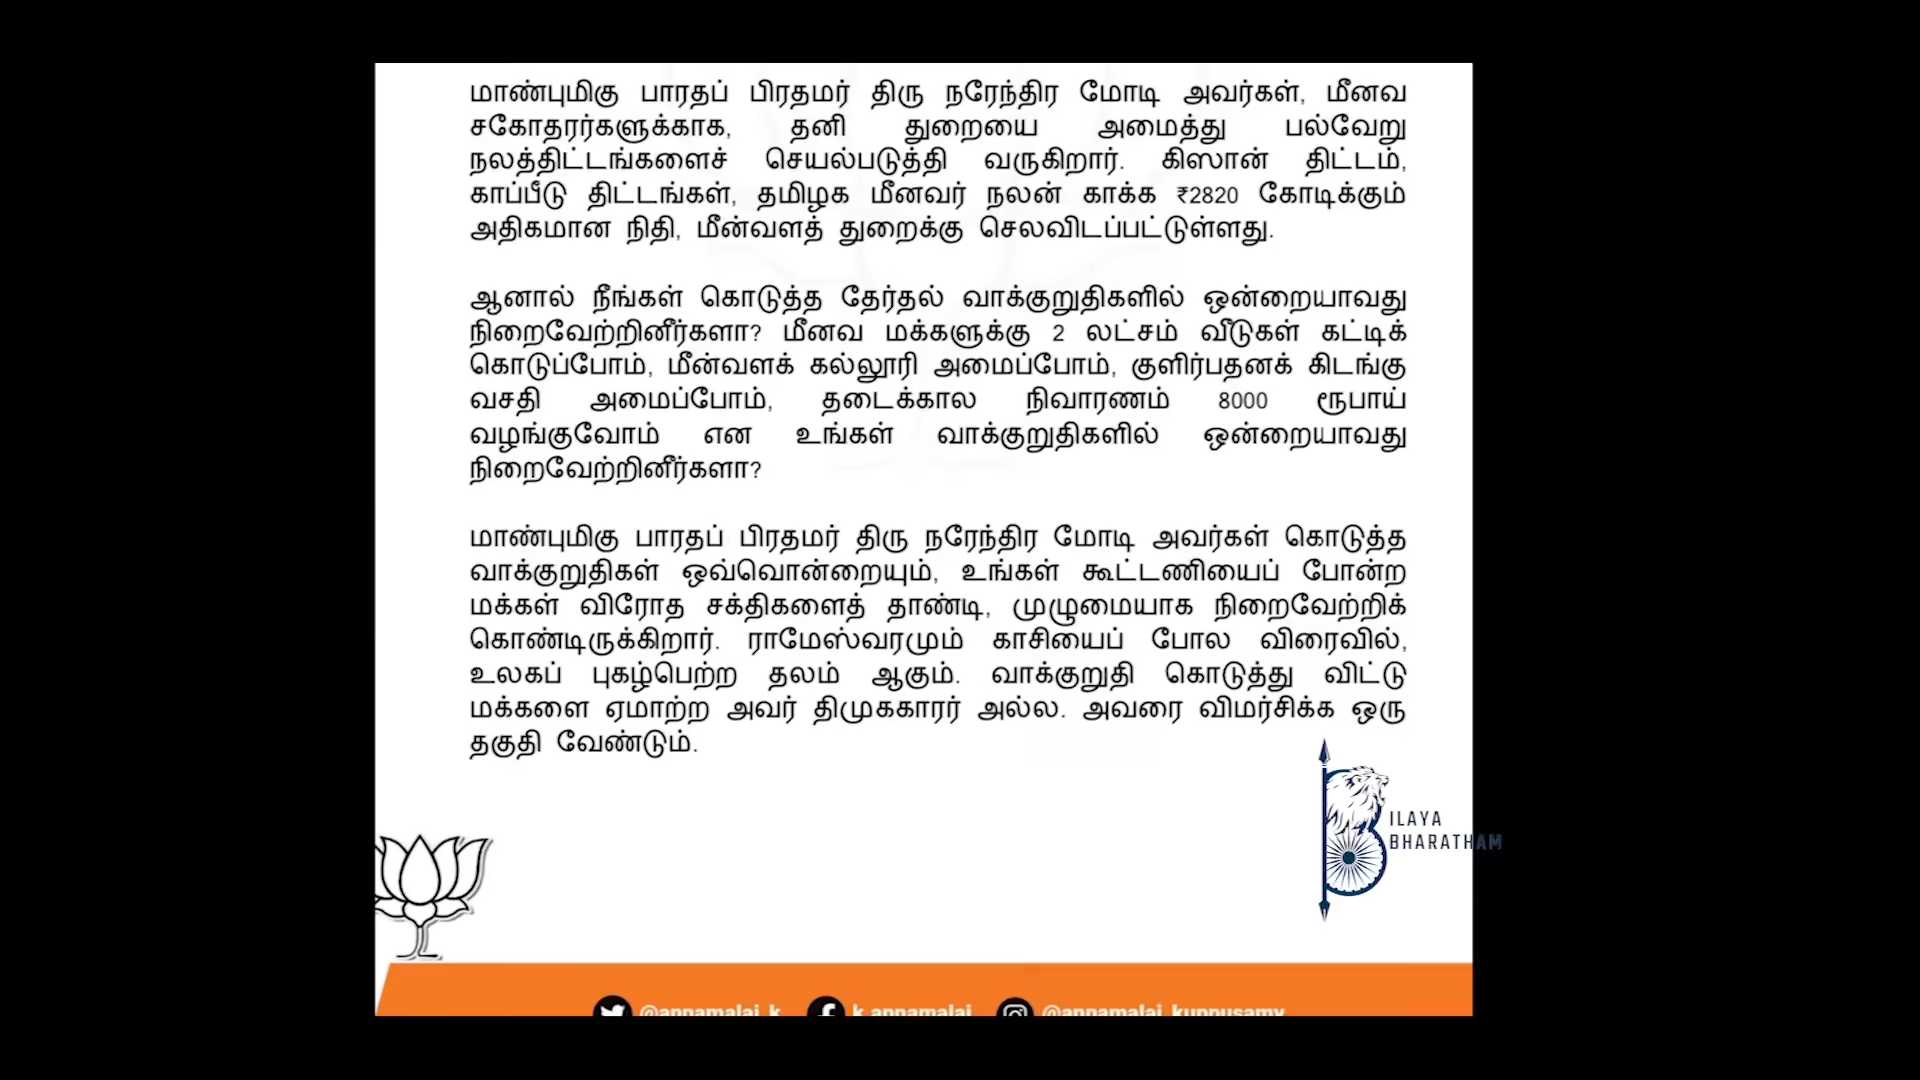 மாண்புமிகு பாரதப் பிரதமர் திரு நரேந்திர மோடி அவர்கள், மீனவ
சகோதரர்களுக்காக, தனி துறையை அமைத்து பல்வேறு
நலத்திட்டங்களைச் செயல்படுத்தி வருகிறார். கிஸான் திட்டம்,
காப்பீடு திட்டங்கள், தமிழக மீனவர் நலன் காக்க ₹2820 கோடிக்கும்
அதிகமான நிதி, மீன்வளத் துறைக்கு செலவிடப்பட்டுள்ளது.
ஆனால் நீங்கள் கொடுத்த தேர்தல் வாக்குறுதிகளில் ஒன்றையாவது
நிறைவேற்றினீர்களா? மீனவ மக்களுக்கு 2 லட்சம் வீடுகள் கட்டிக்
கொடுப்போம், மீன்வளக் கல்லூரி அமைப்போம், குளிர்பதனக் கிடங்கு
வசதி அமைப்போம், தடைக்கால நிவாரணம் 8000 ரூபாய்
வழங்குவோம் என உங்கள் வாக்குறுதிகளில் ஒன்றையாவது
நிறைவேற்றினீர்களா?
மாண்புமிகு பாரதப் பிரதமர் திரு நரேந்திர மோடி அவர்கள் கொடுத்த
வாக்குறுதிகள் ஒவ்வொன்றையும், உங்கள் கூட்டணியைப் போன்ற
மக்கள் விரோத சக்திகளைத் தாண்டி, முழுமையாக நிறைவேற்றிக்
கொண்டிருக்கிறார். ராமேஸ்வரமும் காசியைப் போல விரைவில்,
உலகப் புகழ்பெற்ற தலம் ஆகும். வாக்குறுதி கொடுத்து விட்டு
மக்களை ஏமாற்ற அவர் திமுககாரர் அல்ல. அவரை விமர்சிக்க ஒரு
தகுதி வேண்டும்.
ILAYA
BHARATHAM
@annamalai_k k.annamalai @annamalai_kuppusamy